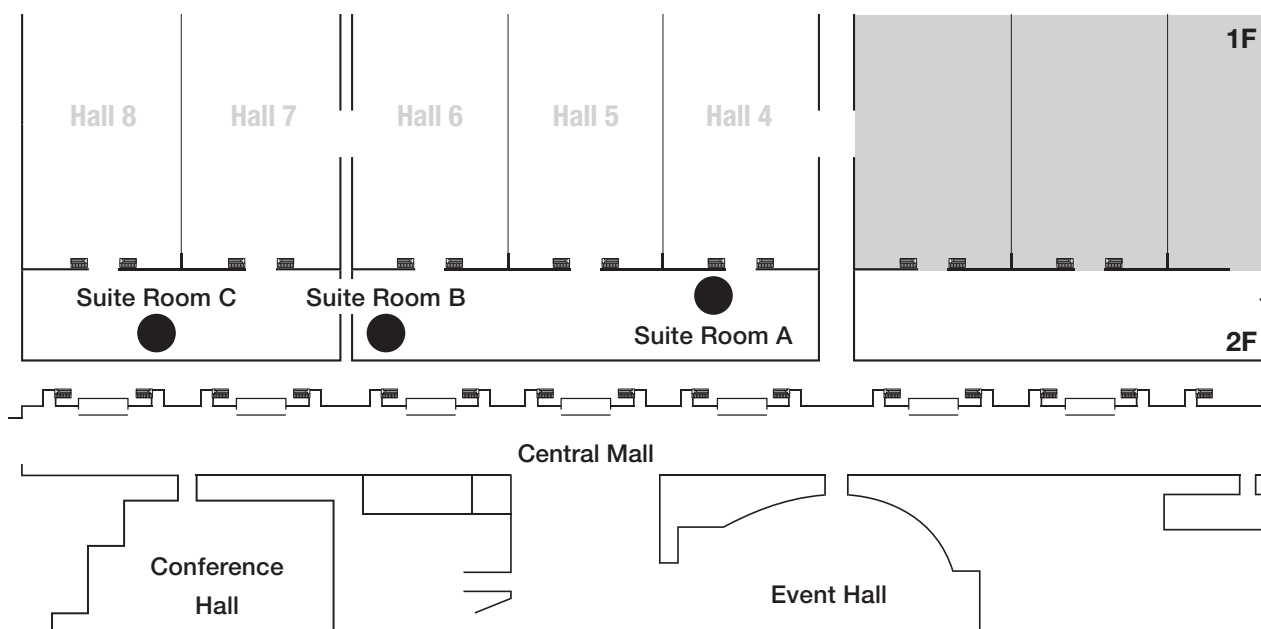 1F
Hall 8
Hall 7
Hall 6
Hall 5
Hall 4
Suite Room C
Suite Room B
Suite Room A
2F
Central Mall
Conference
Hall
Event Hall